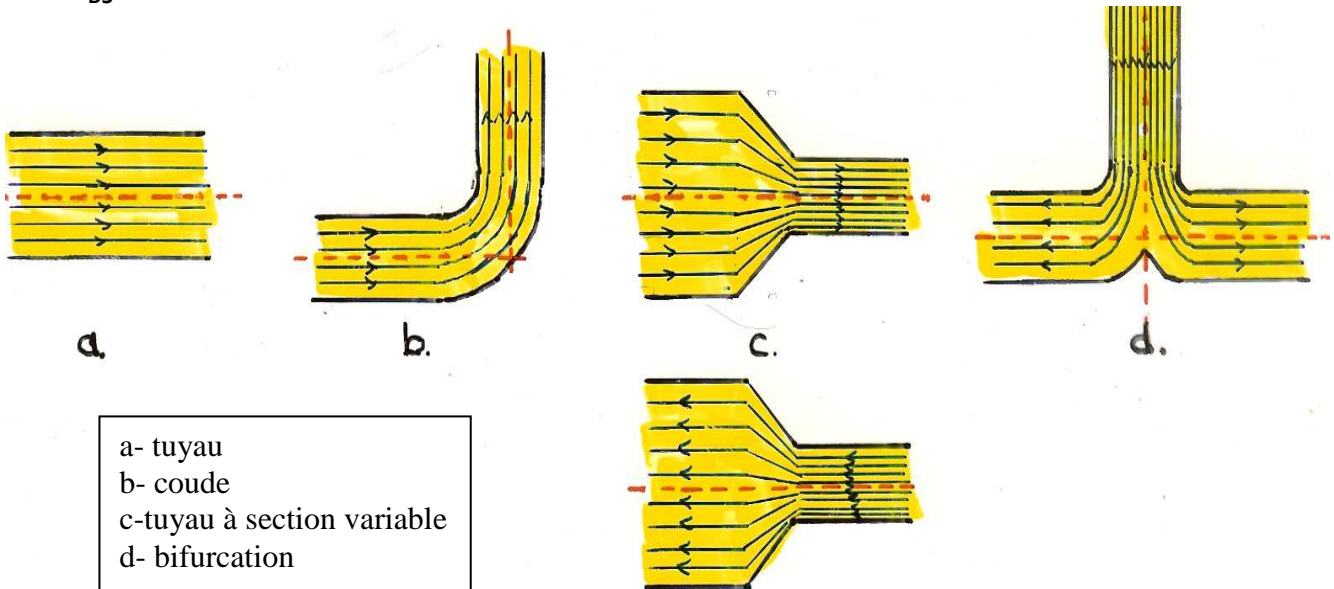 a.
b.
c.
d.
a- tuyau
b- coude
c-tuyau à section variable
d- bifurcation